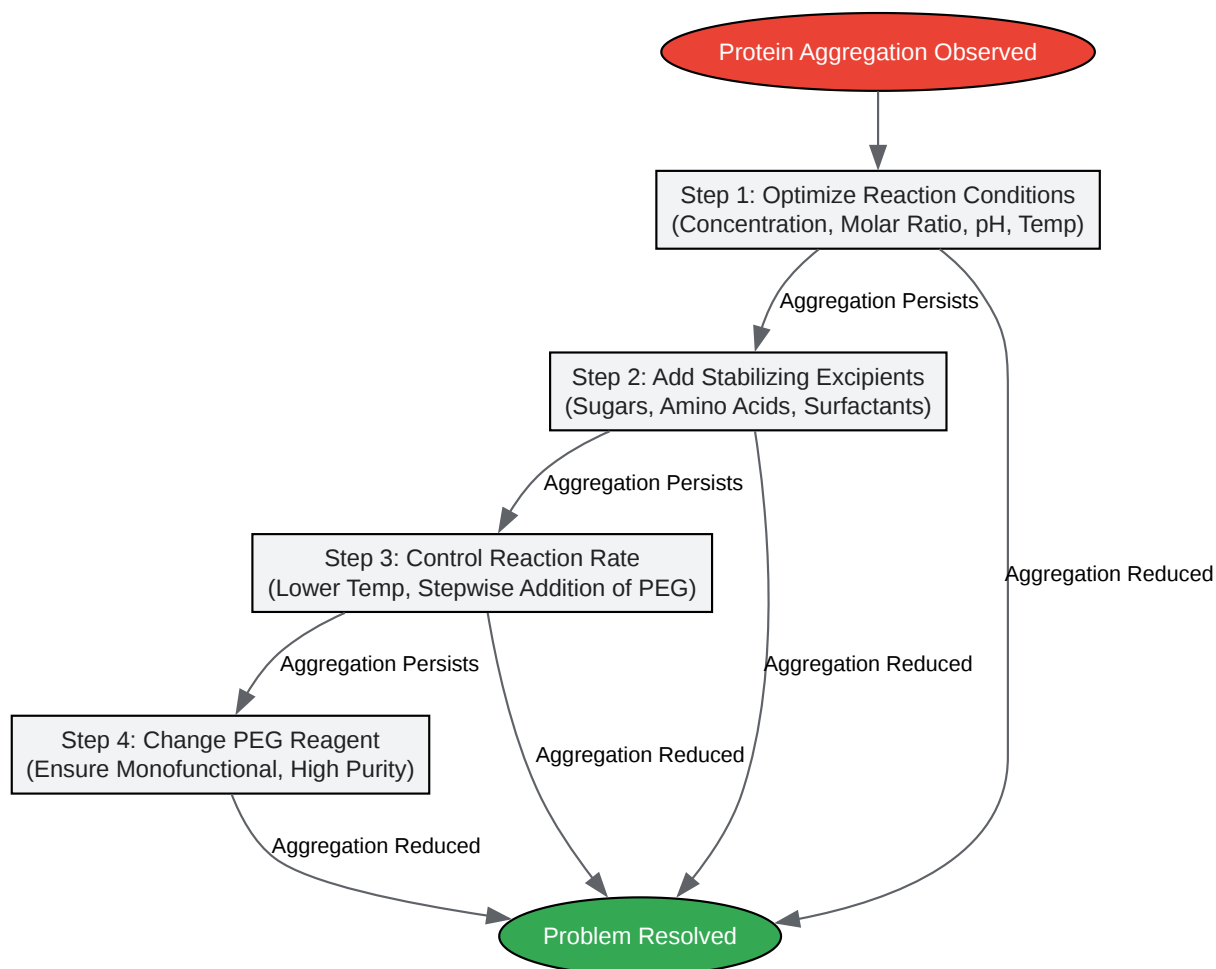 Protein Aggregation Observed
Step 1: Optimize Reaction Conditions
(Concentration, Molar Ratio, pH, Temp)
Aggregation Persists
Step 2: Add Stabilizing Excipients
(Sugars, Amino Acids, Surfactants)
Aggregation Persists
Step 3: Control Reaction Rate
(Lower Temp, Stepwise Addition of PEG)
Aggregation Reduced
Aggregation Persists
Aggregation Reduced
Step 4: Change PEG Reagent
(Ensure Monofunctional, High Purity)
Aggregation Reduced
Aggregation Reduced
Problem Resolved